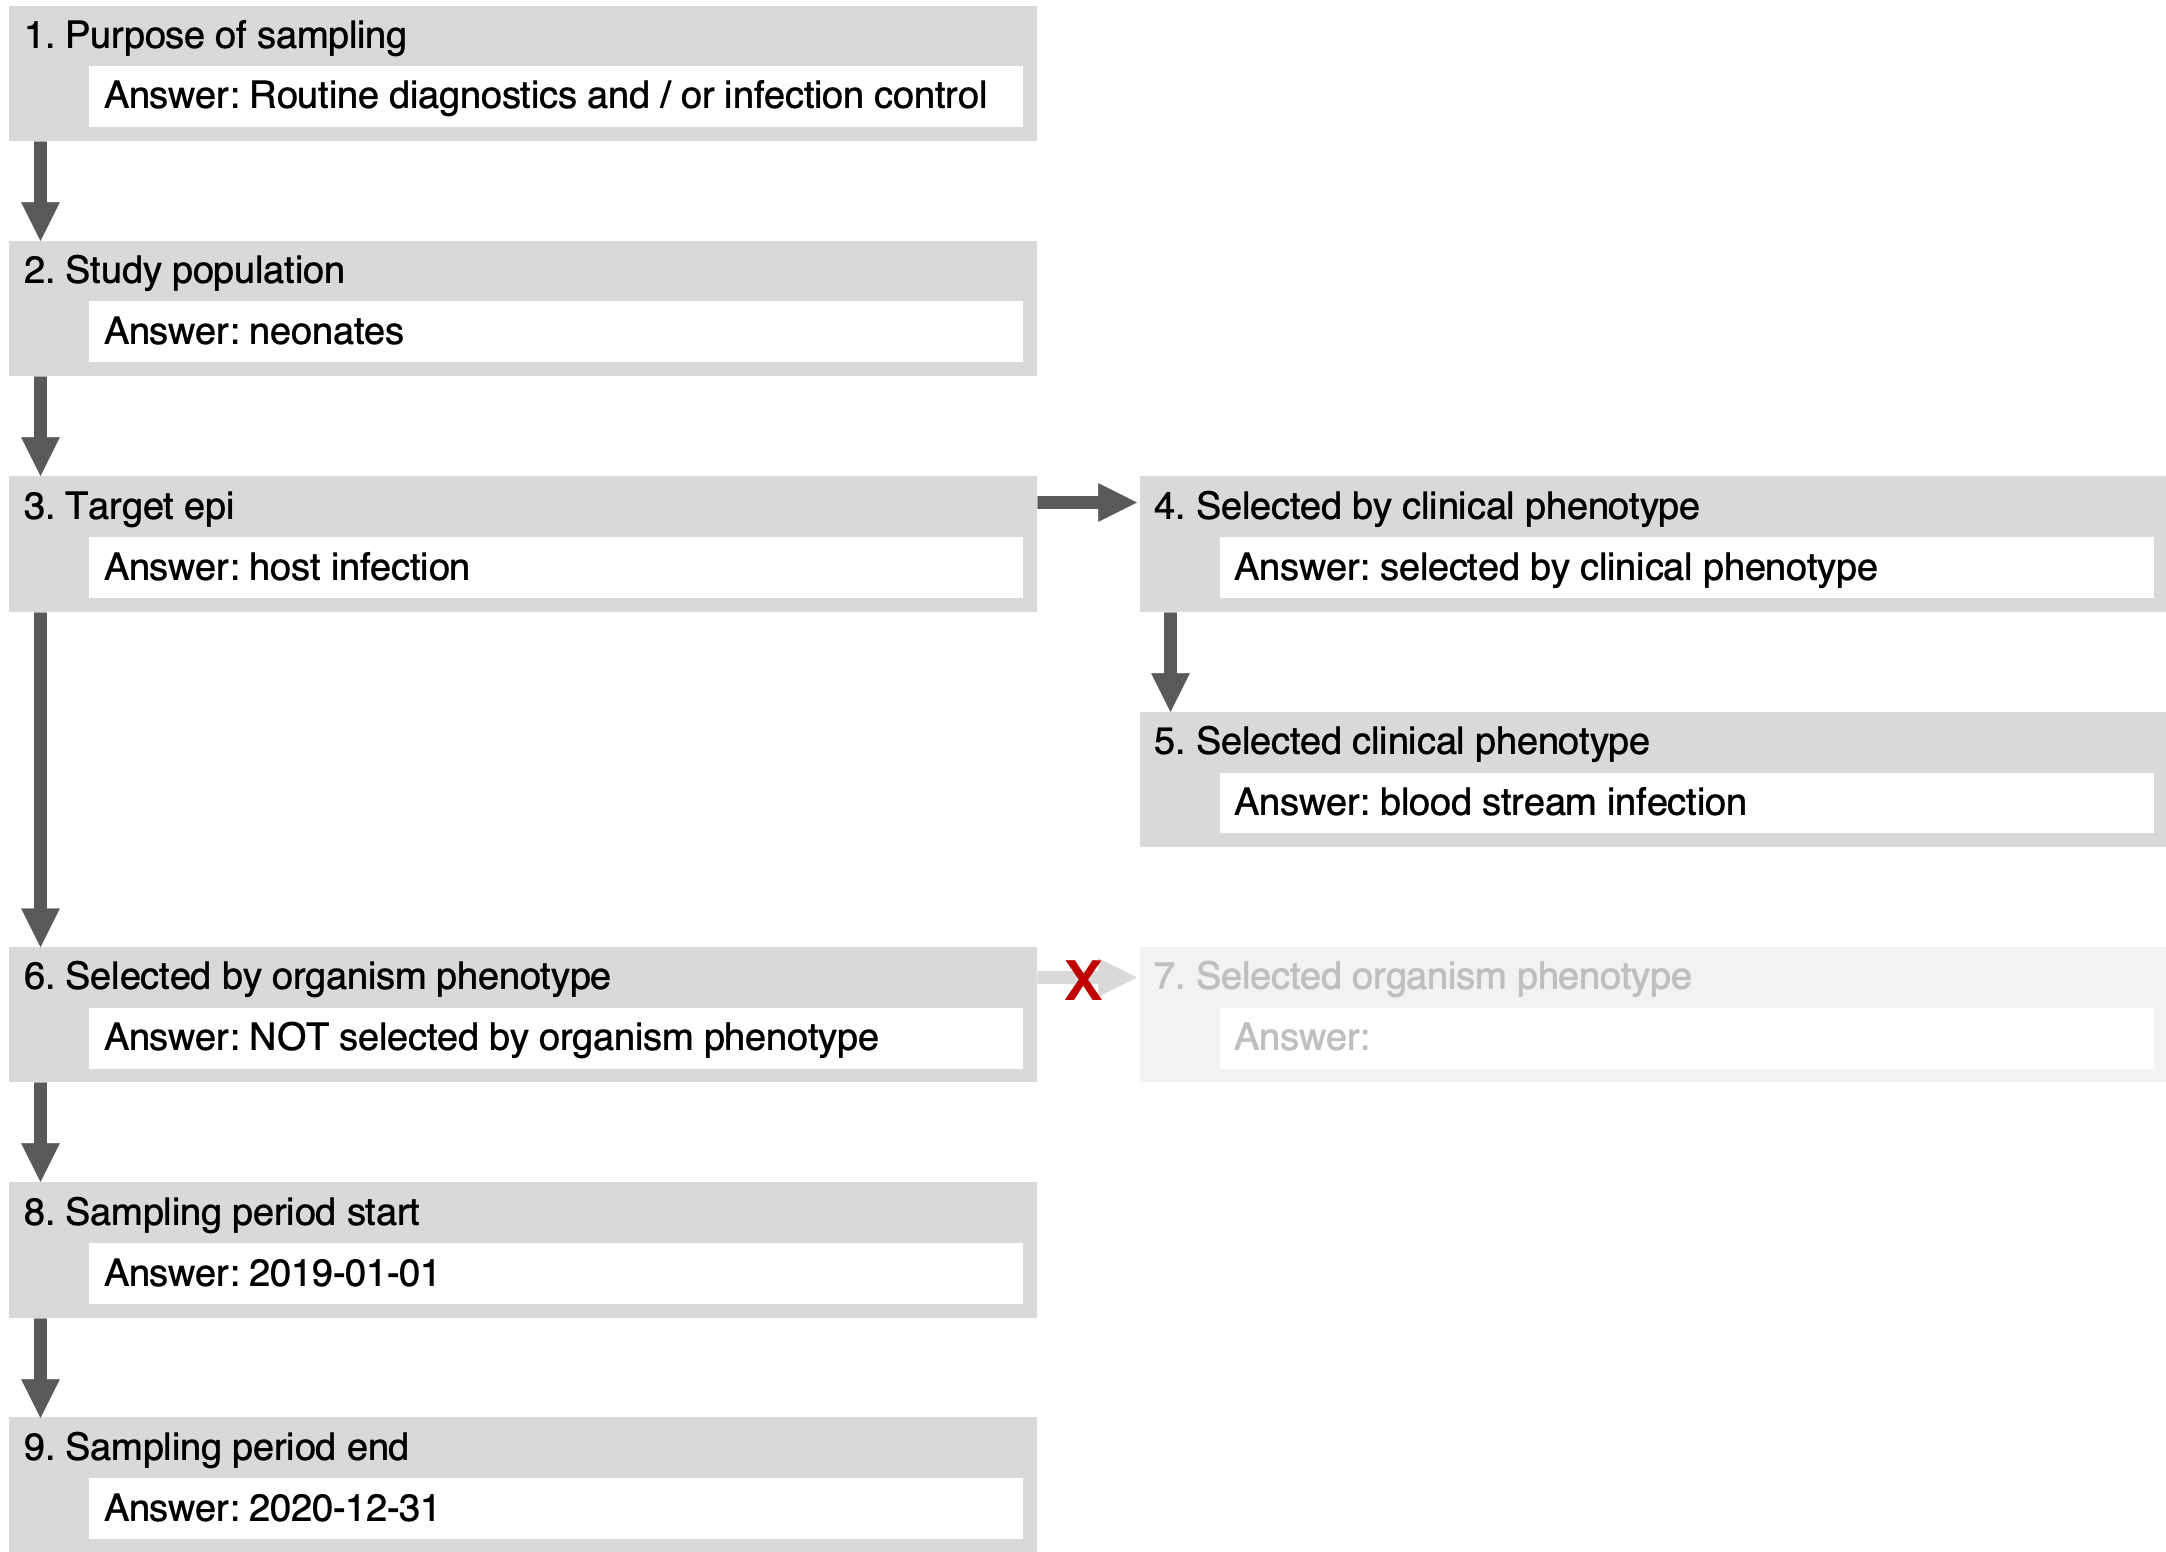 1. Purpose of sampling
Answer: Routine diagnostics and / or infection control
2. Study population
Answer: neonates
3. Target epi
Answer: host infection
4. Selected by clinical phenotype
Answer: selected by clinical phenotype
5. Selected clinical phenotype
Answer: blood stream infection
6. Selected by organism phenotype
Answer: NOT selected by organism phenotype
X
7. Selected organism phenotype
Answer:
8. Sampling period start
Answer: 2019-01-01
9. Sampling period end
Answer: 2020-12-31